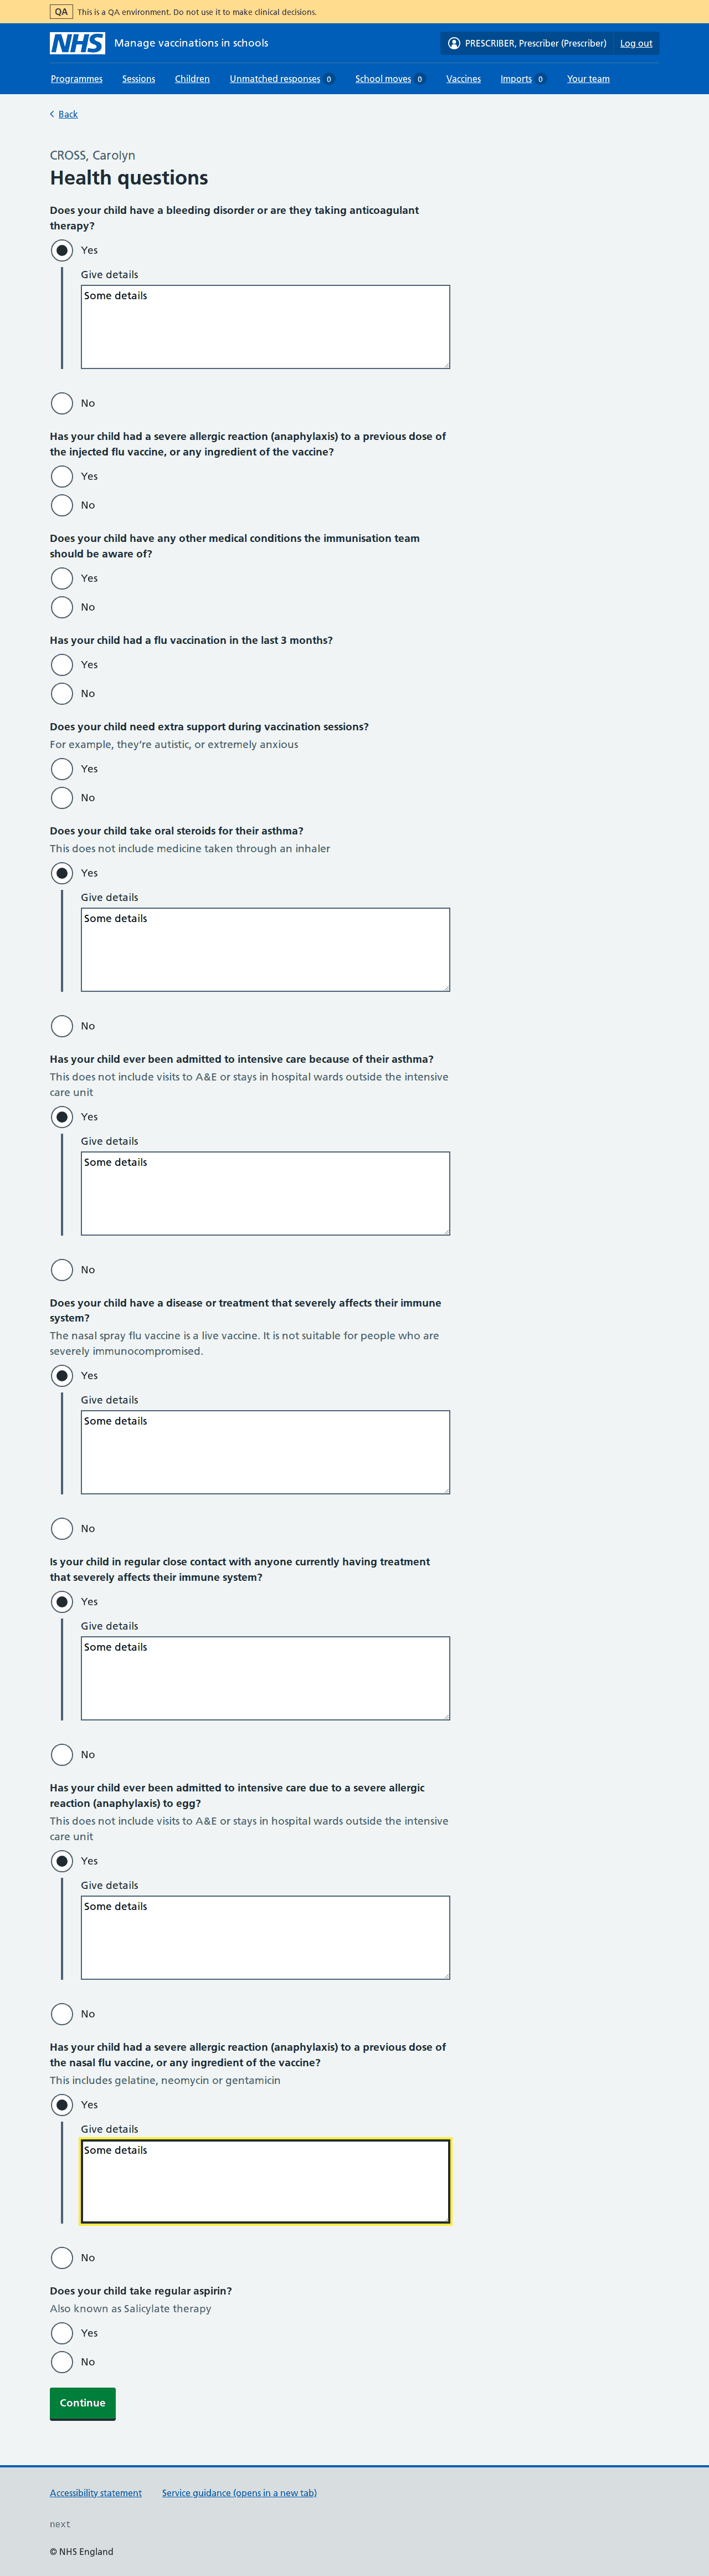 QA This is a QA environment. Do not use it to make clinical decisions.
NHS Manage vaccinations in schools PRESCRIBER, Prescriber (Prescriber) Log out
Programmes Sessions Children Unmatched responses 0 School moves 0 Vaccines Imports 0 Your team
Back
CROSS, Carolyn
Health questions
Does your child have a bleeding disorder or are they taking anticoagulant
therapy?
Yes
Give details
Some details
No
Has your child had a severe allergic reaction (anaphylaxis) to a previous dose of
the injected flu vaccine, or any ingredient of the vaccine?
Yes
No
Does your child have any other medical conditions the immunisation team
should be aware of?
Yes
No
Has your child had a flu vaccination in the last 3 months?
Yes
No
Does your child need extra support during vaccination sessions?
For example, they’re autistic, or extremely anxious
Yes
No
Does your child take oral steroids for their asthma?
This does not include medicine taken through an inhaler
Yes
Give details
Some details
No
Has your child ever been admitted to intensive care because of their asthma?
This does not include visits to A&E or stays in hospital wards outside the intensive
care unit
Yes
Give details
Some details
No
Does your child have a disease or treatment that severely affects their immune
system?
The nasal spray flu vaccine is a live vaccine. It is not suitable for people who are
severely immunocompromised.
Yes
Give details
Some details
No
Is your child in regular close contact with anyone currently having treatment
that severely affects their immune system?
Yes
Give details
Some details
No
Has your child ever been admitted to intensive care due to a severe allergic
reaction (anaphylaxis) to egg?
This does not include visits to A&E or stays in hospital wards outside the intensive
care unit
Yes
Give details
Some details
No
Has your child had a severe allergic reaction (anaphylaxis) to a previous dose of
the nasal flu vaccine, or any ingredient of the vaccine?
This includes gelatine, neomycin or gentamicin
Yes
Give details
Some details
No
Does your child take regular aspirin?
Also known as Salicylate therapy
Yes
No
Continue
Accessibility statement Service guidance (opens in a new tab)
next
© NHS England